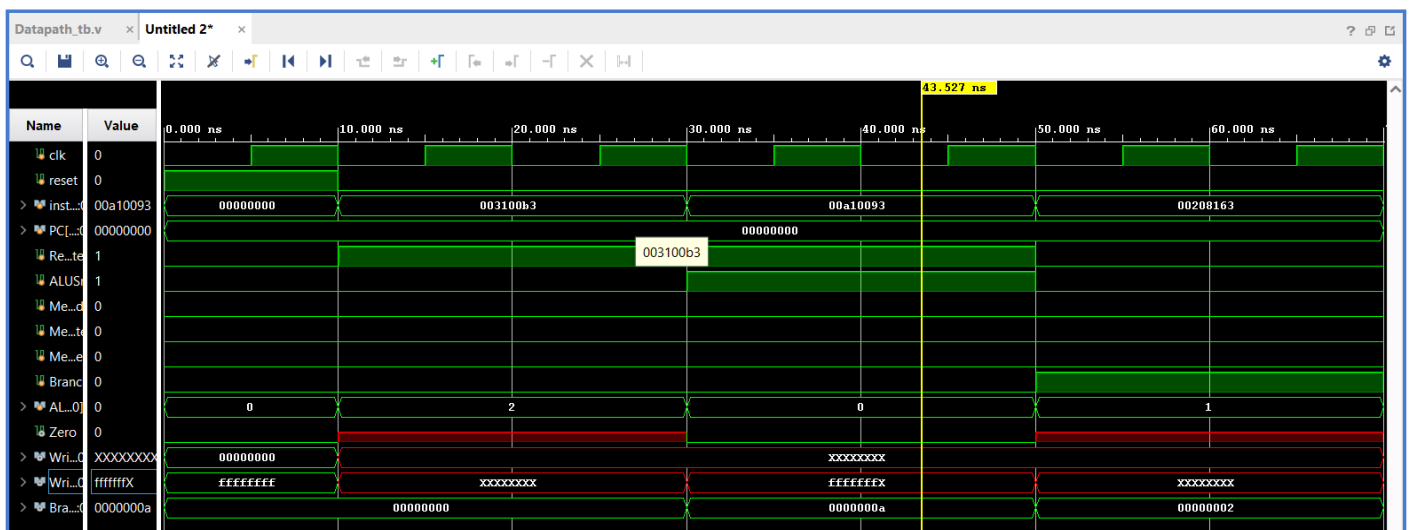 Datapath_tb.v × Untitled 2* ×
?
43.527 ns
Name Value 0.000 ns 10.000 ns 20.000 ns 30.000 ns 40.000 ns 50.000 ns 60.000 ns
clk 0
reset 0
inst...:( 00a10093 00000000 003100b3 00a10093 00208163
PC[...:( 00000000 00000000
Re...te 1 003100b3
ALUSr 1
Me...d 0
Me...te 0
Me...e 0
Branc 0
AL...0] 0 0 2 0 1
Zero 0
Wri...0 XXXXXXXX 00000000 XXXXXXXX
Wri...0 fffffffX ffffffff XXXXXXXX fffffffX XXXXXXXX
Bra...:( 0000000a 00000000 0000000a 00000002